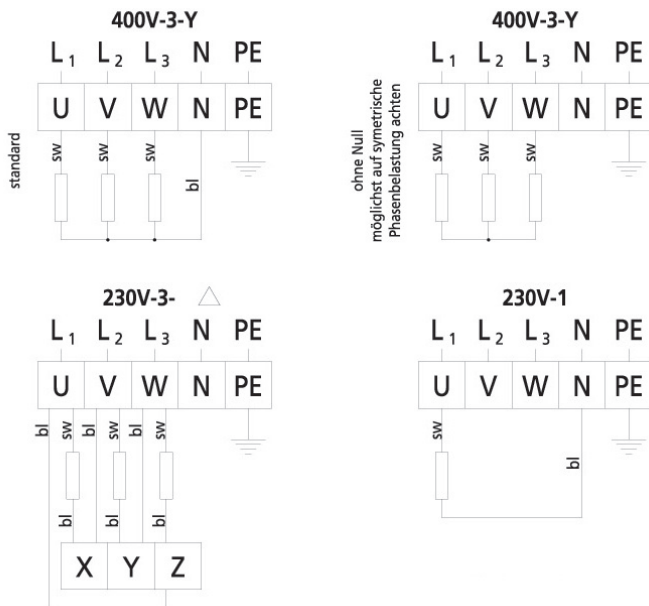 400V-3-Y
L1 L2 L3 N PE
U V W N PE
standard
sw sw sw bl
400V-3-Y
L1 L2 L3 N PE
U V W N PE
ohne Null
möglichst auf symetrische
Phasenbelastung achten
sw sw sw
230V-3- △
L1 L2 L3 N PE
U V W N PE
bl sw bl sw bl sw
bl bl bl
X Y Z
230V-1
L1 L2 L3 N PE
U V W N PE
sw
bl